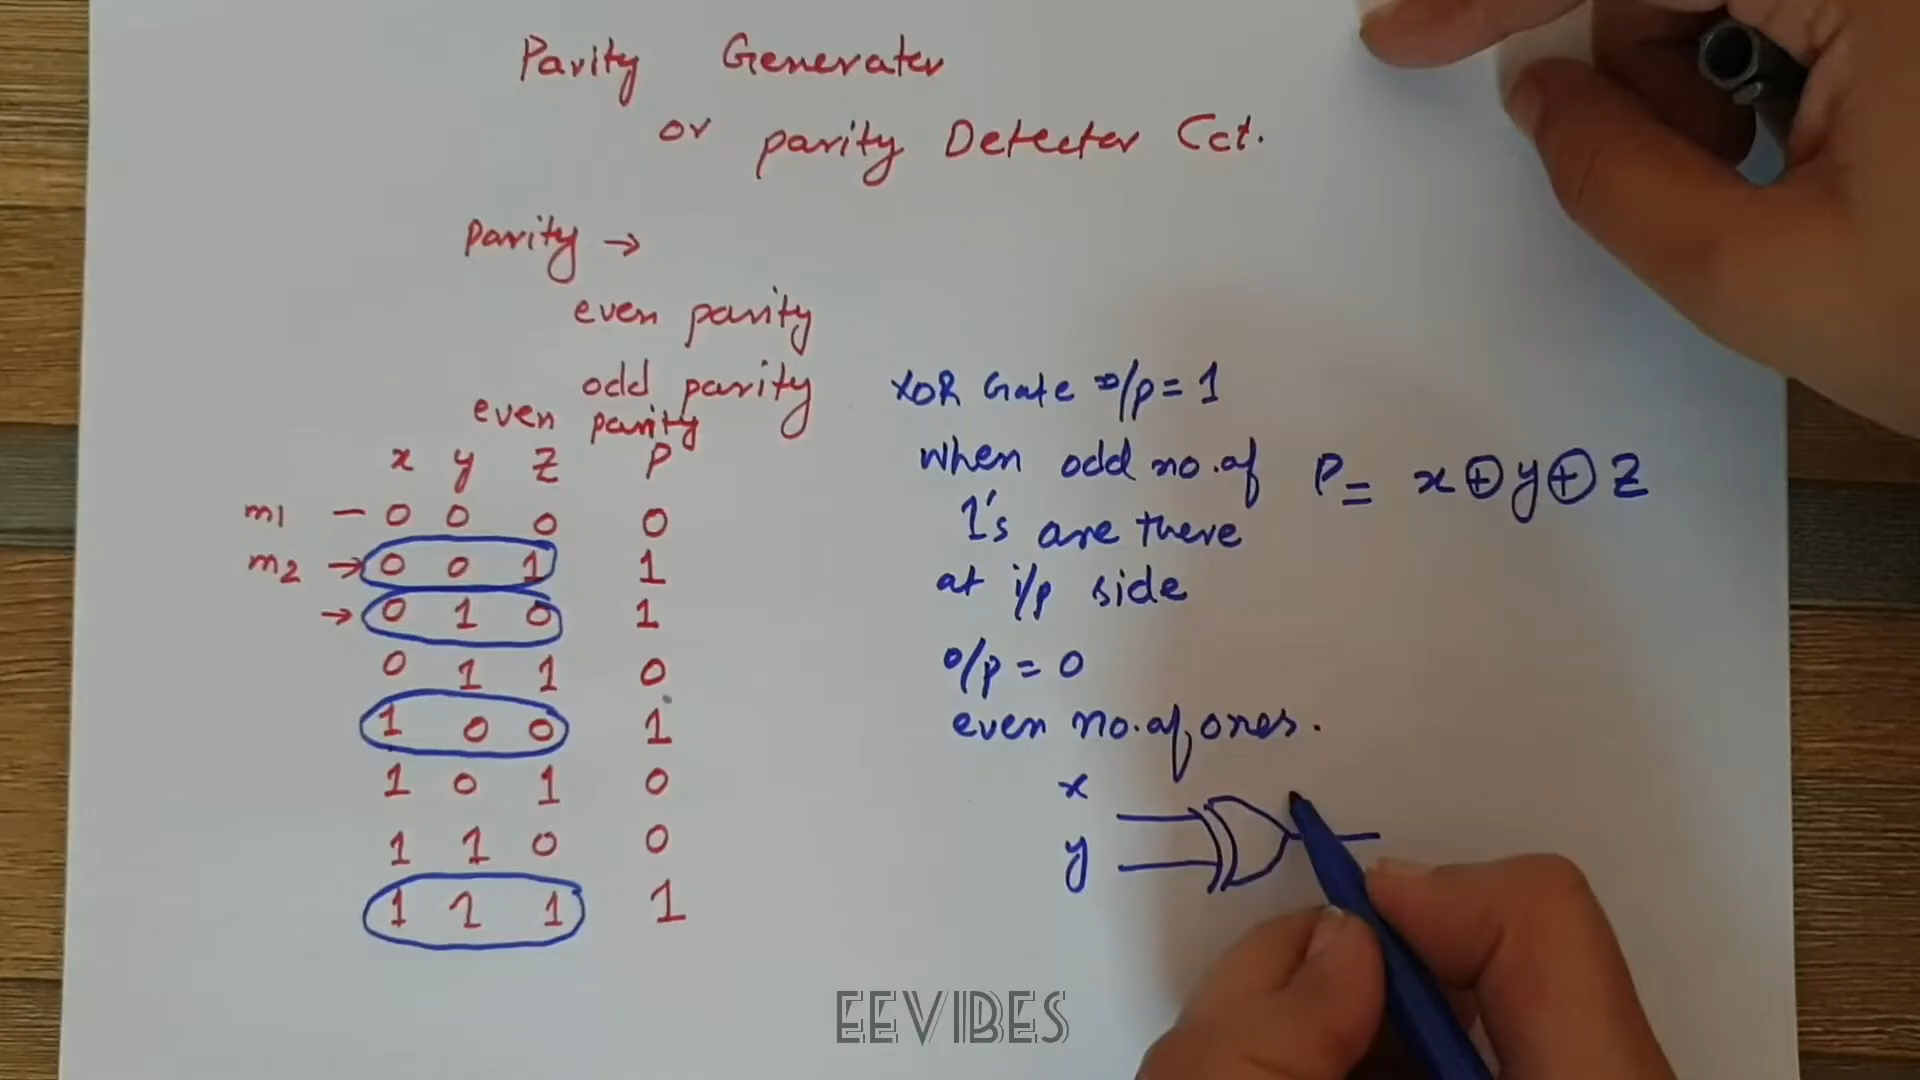 Parity Generator
or parity Detector Cct.
Parity →
even parity
odd parity
even parity
x y Z P
m1 — 0 0 0 0
m2 → 0 0 1 1
→ 0 1 0 1
0 1 1 0
1 0 0 1
1 0 1 0
1 1 0 0
1 1 1 1
XOR Gate o/p = 1
when odd no. of
1's are there
at i/p side
o/p = 0
even no. of ones.
P = x ⊕ y ⊕ Z
x
y
EEVIBES